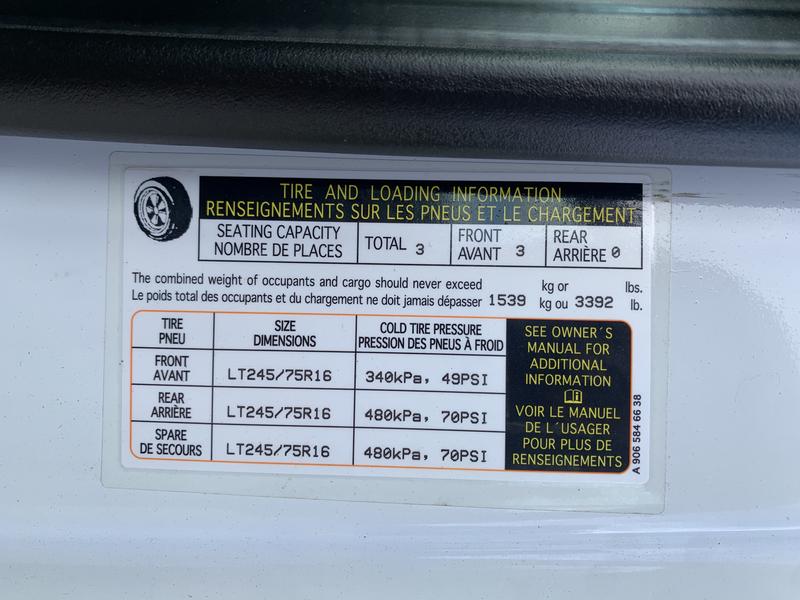 TIRE AND LOADING INFORMATION
RENSEIGNEMENTS SUR LES PNEUS ET LE CHARGEMENT
SEATING CAPACITY
NOMBRE DE PLACES
TOTAL 3
FRONT
AVANT 3
REAR
ARRIÈRE 0
The combined weight of occupants and cargo should never exceed kg or lbs.
Le poids total des occupants et du chargement ne doit jamais dépasser 1539 kg ou 3392 lb.
TIRE
PNEU
SIZE
DIMENSIONS
COLD TIRE PRESSURE
PRESSION DES PNEUS À FROID
FRONT
AVANT
LT245/75R16
340kPa, 49PSI
REAR
ARRIÈRE
LT245/75R16
480kPa, 70PSI
SPARE
DE SECOURS
LT245/75R16
480kPa, 70PSI
SEE OWNER´S
MANUAL FOR
ADDITIONAL
INFORMATION
VOIR LE MANUEL
DE L´USAGER
POUR PLUS DE
RENSEIGNEMENTS
A 906 584 66 38